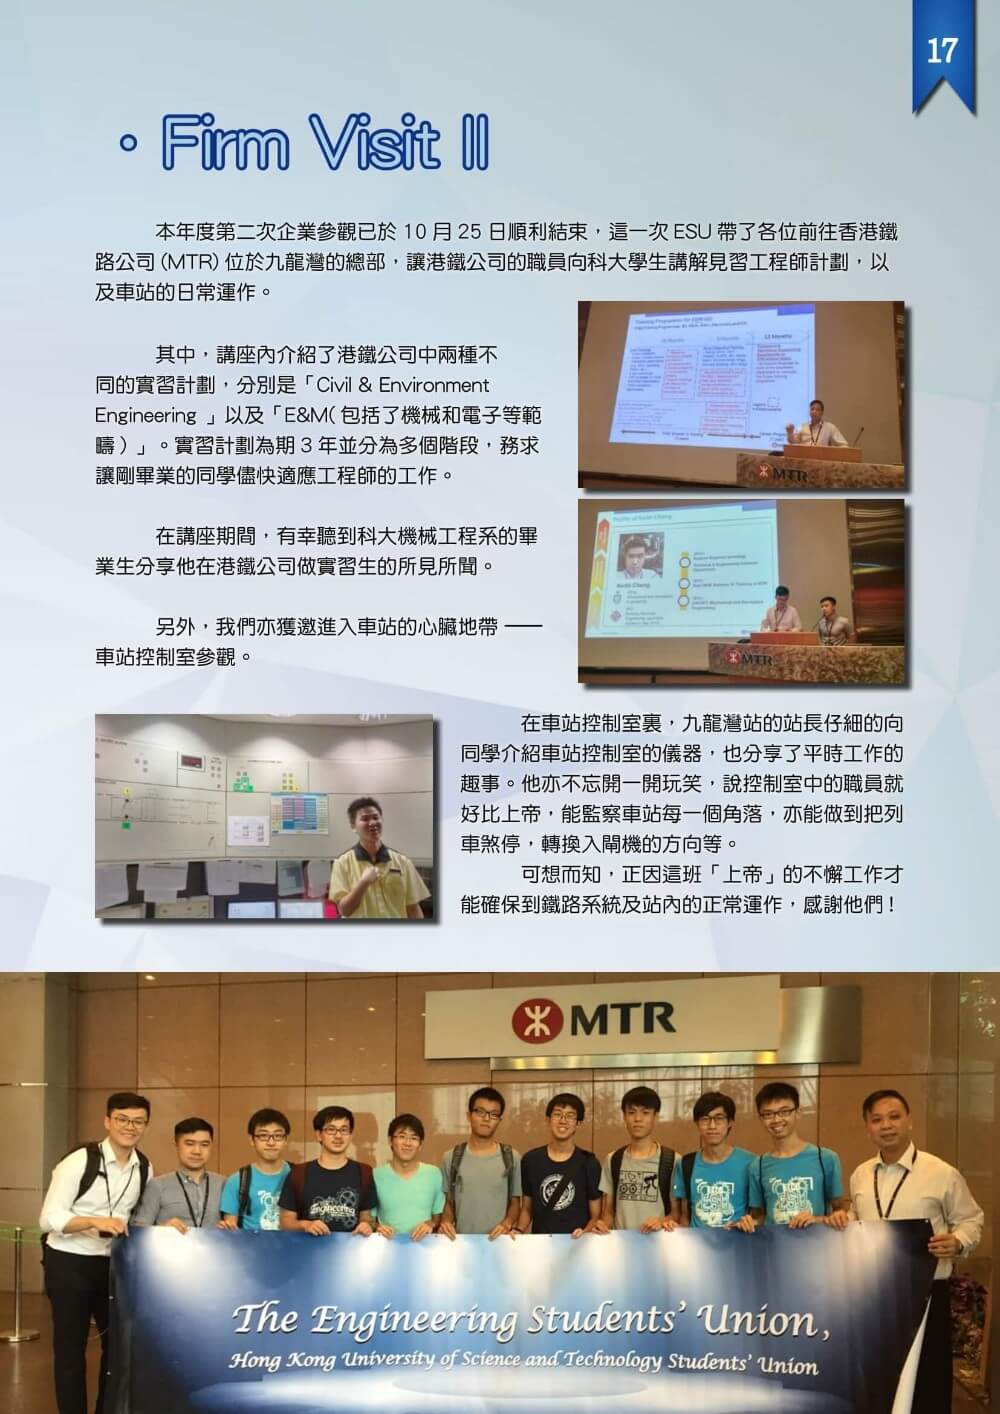 17
・Firm Visit II
本年度第二次企業參觀已於 10 月 25 日順利結束，這一次 ESU 帶了各位前往香港鐵
路公司 (MTR) 位於九龍灣的總部，讓港鐵公司的職員向科大學生講解見習工程師計劃，以
及車站的日常運作。
其中，講座內介紹了港鐵公司中兩種不
同的實習計劃，分別是「Civil & Environment
Engineering 」以及「E&M( 包括了機械和電子等範
疇 ) 」。實習計劃為期 3 年並分為多個階段，務求
讓剛畢業的同學儘快適應工程師的工作。
12 Months
MTR
在講座期間，有幸聽到科大機械工程系的畢
業生分享他在港鐵公司做實習生的所見所聞。
Profile of Keith Cheng
Keith Cheng
MTR
另外，我們亦獲邀進入車站的心臟地帶 ——
車站控制室參觀。
在車站控制室裏，九龍灣站的站長仔細的向
同學介紹車站控制室的儀器，也分享了平時工作的
趣事。他亦不忘開一開玩笑，說控制室中的職員就
好比上帝，能監察車站每一個角落，亦能做到把列
車煞停，轉換入閘機的方向等。
可想而知，正因這班「上帝」的不懈工作才
能確保到鐵路系統及站內的正常運作，感謝他們！
MTR
The Engineering Students' Union,
Hong Kong University of Science and Technology Students' Union